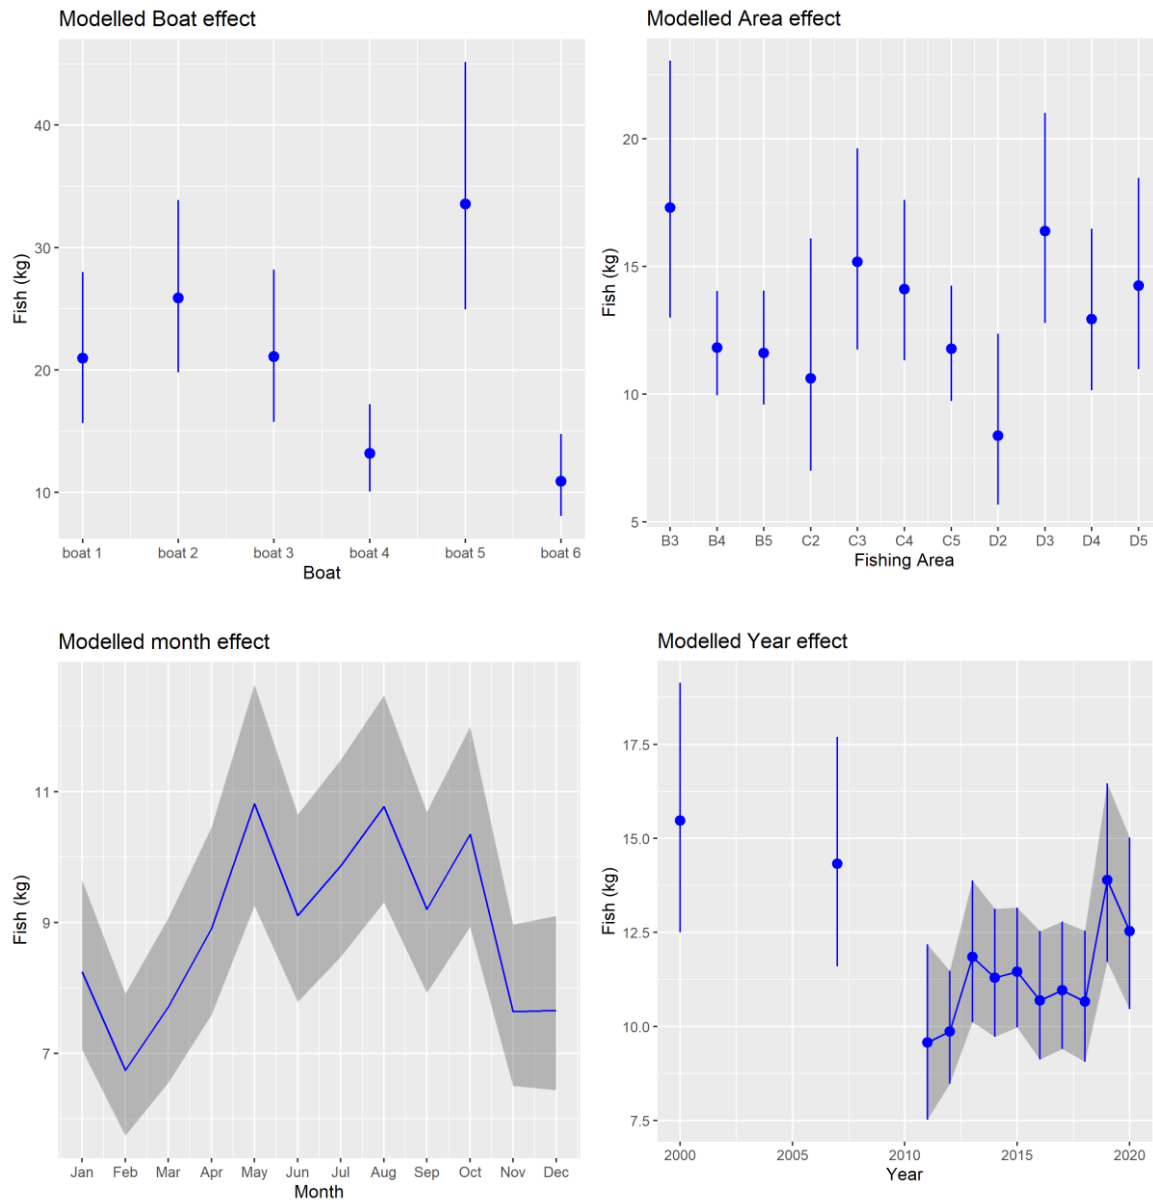 Modelled Boat effect
40
30
20
10
Fish (kg)
boat 1 boat 2 boat 3 boat 4 boat 5 boat 6
Boat
Modelled Area effect
20
15
10
5
Fish (kg)
B3 B4 B5 C2 C3 C4 C5 D2 D3 D4 D5
Fishing Area
Modelled month effect
11
9
7
Fish (kg)
Jan Feb Mar Apr May Jun Jul Aug Sep Oct Nov Dec
Month
Modelled Year effect
17.5
15.0
12.5
10.0
7.5
Fish (kg)
2000 2005 2010 2015 2020
Year